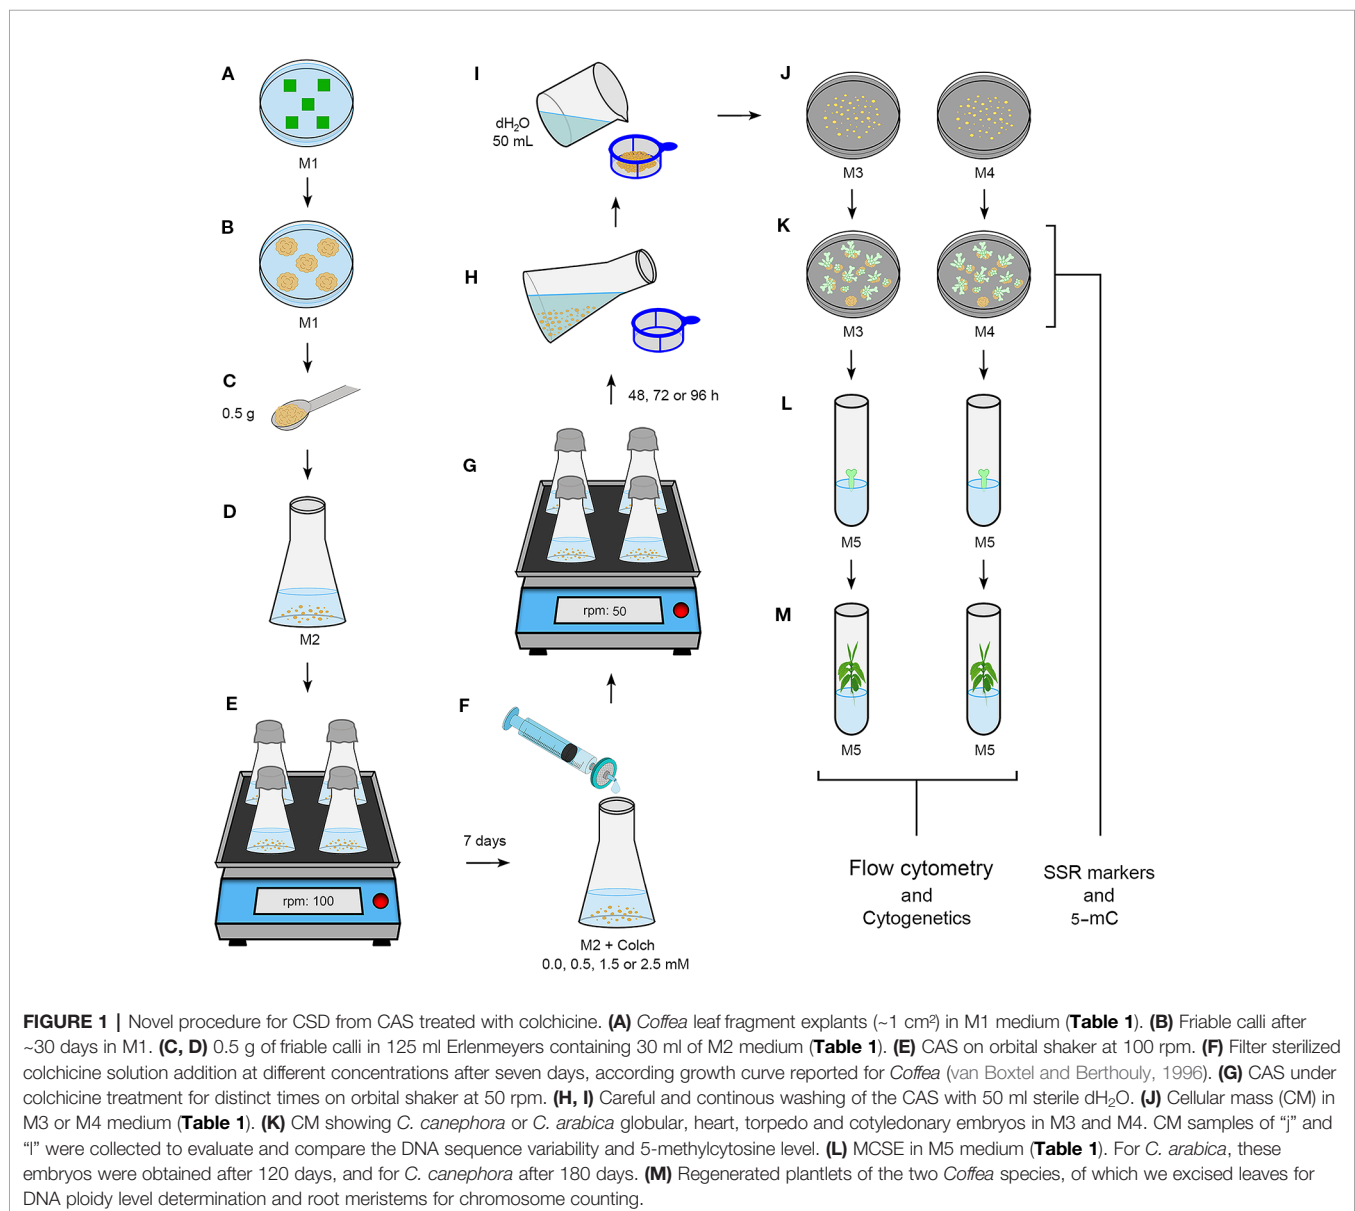 A
M1
B
M1
C
0.5 g
D
M2
E
rpm: 100
7 days
F
M2 + Colch
0.0, 0.5, 1.5 or 2.5 mM
G
rpm: 50
48, 72 or 96 h
H
I
dH₂O
50 mL
J
M3
M4
K
M3
M4
L
M5
M5
M
M5
M5
Flow cytometry
and
Cytogenetics
SSR markers
and
5-mC
FIGURE 1 | Novel procedure for CSD from CAS treated with colchicine. (A) Coffea leaf fragment explants (~1 cm²) in M1 medium (Table 1). (B) Friable calli after
~30 days in M1. (C, D) 0.5 g of friable calli in 125 ml Erlenmeyers containing 30 ml of M2 medium (Table 1). (E) CAS on orbital shaker at 100 rpm. (F) Filter sterilized
colchicine solution addition at different concentrations after seven days, according growth curve reported for Coffea (van Boxtel and Berthouly, 1996). (G) CAS under
colchicine treatment for distinct times on orbital shaker at 50 rpm. (H, I) Careful and continous washing of the CAS with 50 ml sterile dH₂O. (J) Cellular mass (CM) in
M3 or M4 medium (Table 1). (K) CM showing C. canephora or C. arabica globular, heart, torpedo and cotyledonary embryos in M3 and M4. CM samples of “j” and
“l” were collected to evaluate and compare the DNA sequence variability and 5-methylcytosine level. (L) MCSE in M5 medium (Table 1). For C. arabica, these
embryos were obtained after 120 days, and for C. canephora after 180 days. (M) Regenerated plantlets of the two Coffea species, of which we excised leaves for
DNA ploidy level determination and root meristems for chromosome counting.